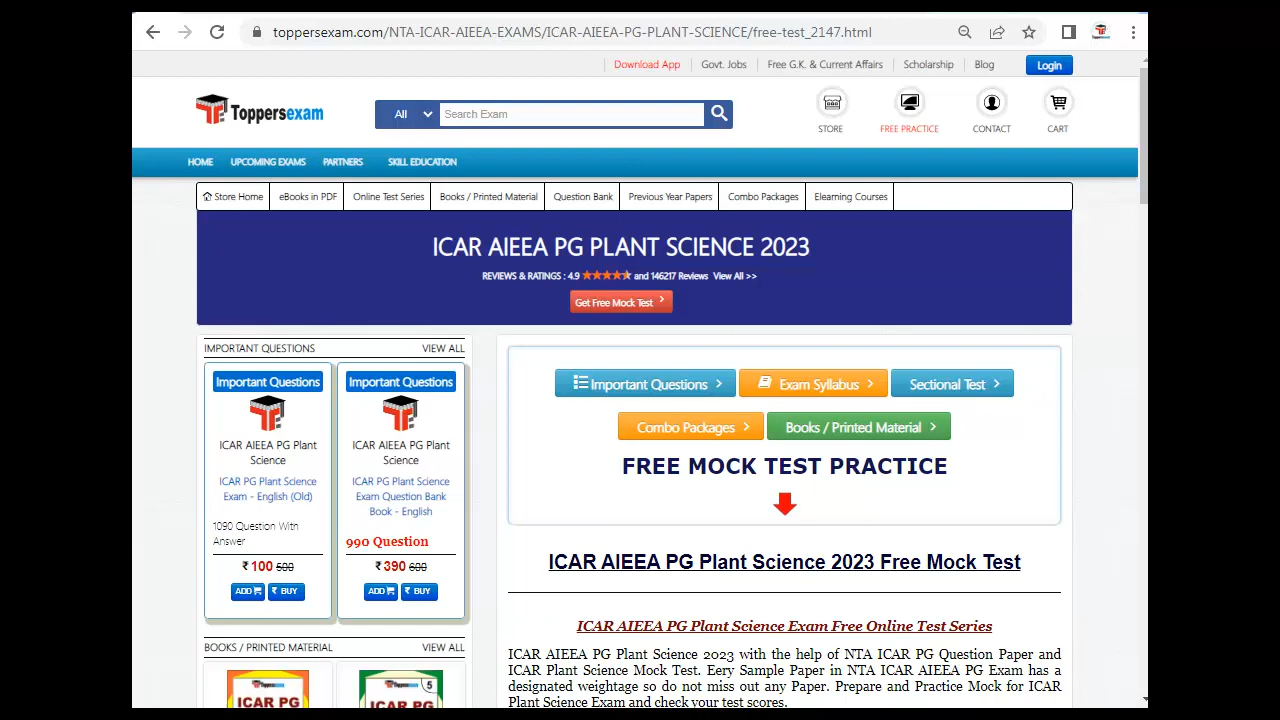 toppersexam.com/NTA-ICAR-AIEEA-EXAMS/ICAR-AIEEA-PG-PLANT-SCIENCE/free-test_2147.html
Download App
Govt. Jobs
Free G.K. & Current Affairs
Scholarship
Blog
Login
Toppersexam
All
Search Exam
STORE
FREE PRACTICE
CONTACT
CART
HOME
UPCOMING EXAMS
PARTNERS
SKILL EDUCATION
Store Home
eBooks in PDF
Online Test Series
Books / Printed Material
Question Bank
Previous Year Papers
Combo Packages
Elearning Courses
ICAR AIEEA PG PLANT SCIENCE 2023
REVIEWS & RATINGS : 4.9 and 146217 Reviews View All >>
Get Free Mock Test
IMPORTANT QUESTIONS
VIEW ALL
Important Questions
ICAR AIEEA PG Plant
Science
ICAR PG Plant Science
Exam - English (Old)
1090 Question With
Answer
₹ 100 500
ADD
₹ BUY
Important Questions
ICAR AIEEA PG Plant
Science
ICAR PG Plant Science
Exam Question Bank
Book - English
990 Question
₹ 390 600
ADD
₹ BUY
BOOKS / PRINTED MATERIAL
VIEW ALL
Toppersexam
ICAR PG
Toppersexam 5
ICAR PG
Important Questions
Exam Syllabus
Sectional Test
Combo Packages
Books / Printed Material
FREE MOCK TEST PRACTICE
ICAR AIEEA PG Plant Science 2023 Free Mock Test
ICAR AIEEA PG Plant Science Exam Free Online Test Series
ICAR AIEEA PG Plant Science 2023 with the help of NTA ICAR PG Question Paper and
ICAR Plant Science Mock Test. Eery Sample Paper in NTA ICAR AIEEA PG Exam has a
designated weightage so do not miss out any Paper. Prepare and Practice Mock for ICAR
Plant Science Exam and check your test scores.